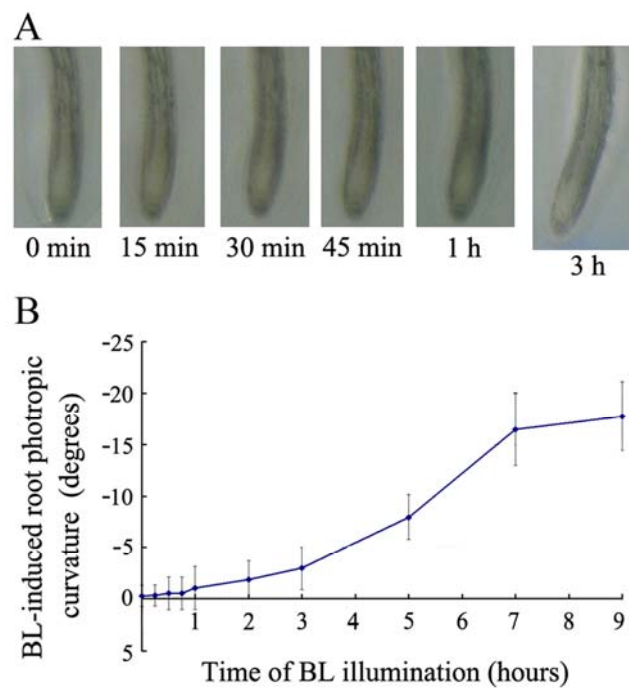 A
0 min 15 min 30 min 45 min 1 h 3 h
B
BL-induced root photropic
curvature (degrees)
-25
-20
-15
-10
-5
0
5
1 2 3 4 5 6 7 8 9
Time of BL illumination (hours)